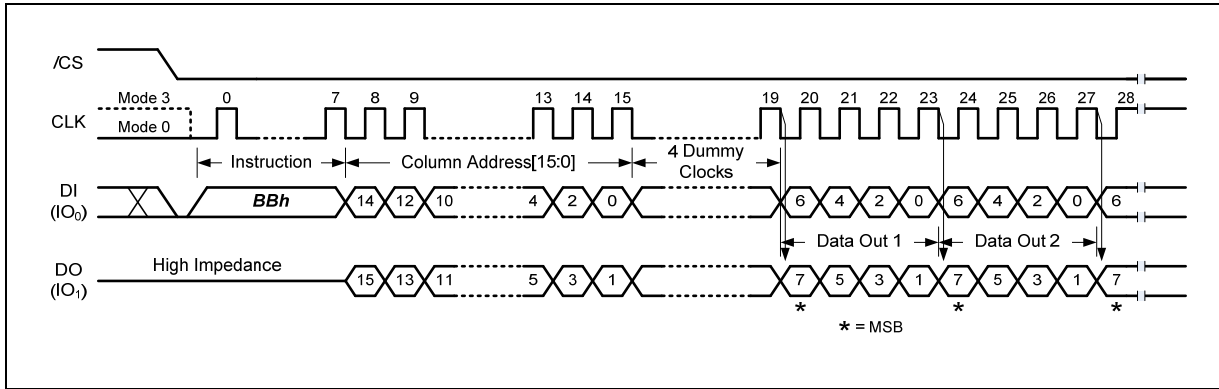 /CS
Mode 3 0 7 8 9 13 14 15 19 20 21 22 23 24 25 26 27 28
CLK
Mode 0
Instruction Column Address[15:0] 4 Dummy Clocks
DI
(IO0) BBh 14 12 10 4 2 0 6 4 2 0 6 4 2 0 6
Data Out 1 Data Out 2
DO
(IO1) High Impedance 15 13 11 5 3 1 7 5 3 1 7 5 3 1 7
* * *
* = MSB